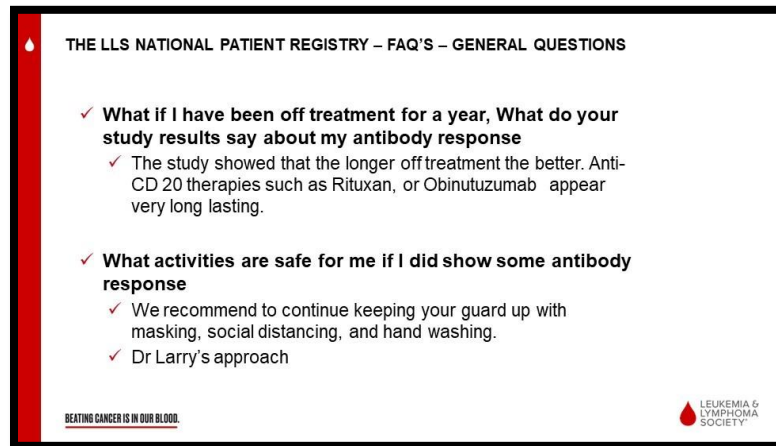 THE LLS NATIONAL PATIENT REGISTRY – FAQ'S – GENERAL QUESTIONS
✓ What if I have been off treatment for a year, What do your
study results say about my antibody response
✓ The study showed that the longer off treatment the better. Anti-
CD 20 therapies such as Rituxan, or Obinutuzumab appear
very long lasting.
✓ What activities are safe for me if I did show some antibody
response
✓ We recommend to continue keeping your guard up with
masking, social distancing, and hand washing.
✓ Dr Larry's approach
BEATING CANCER IS IN OUR BLOOD.
LEUKEMIA &
LYMPHOMA
SOCIETY